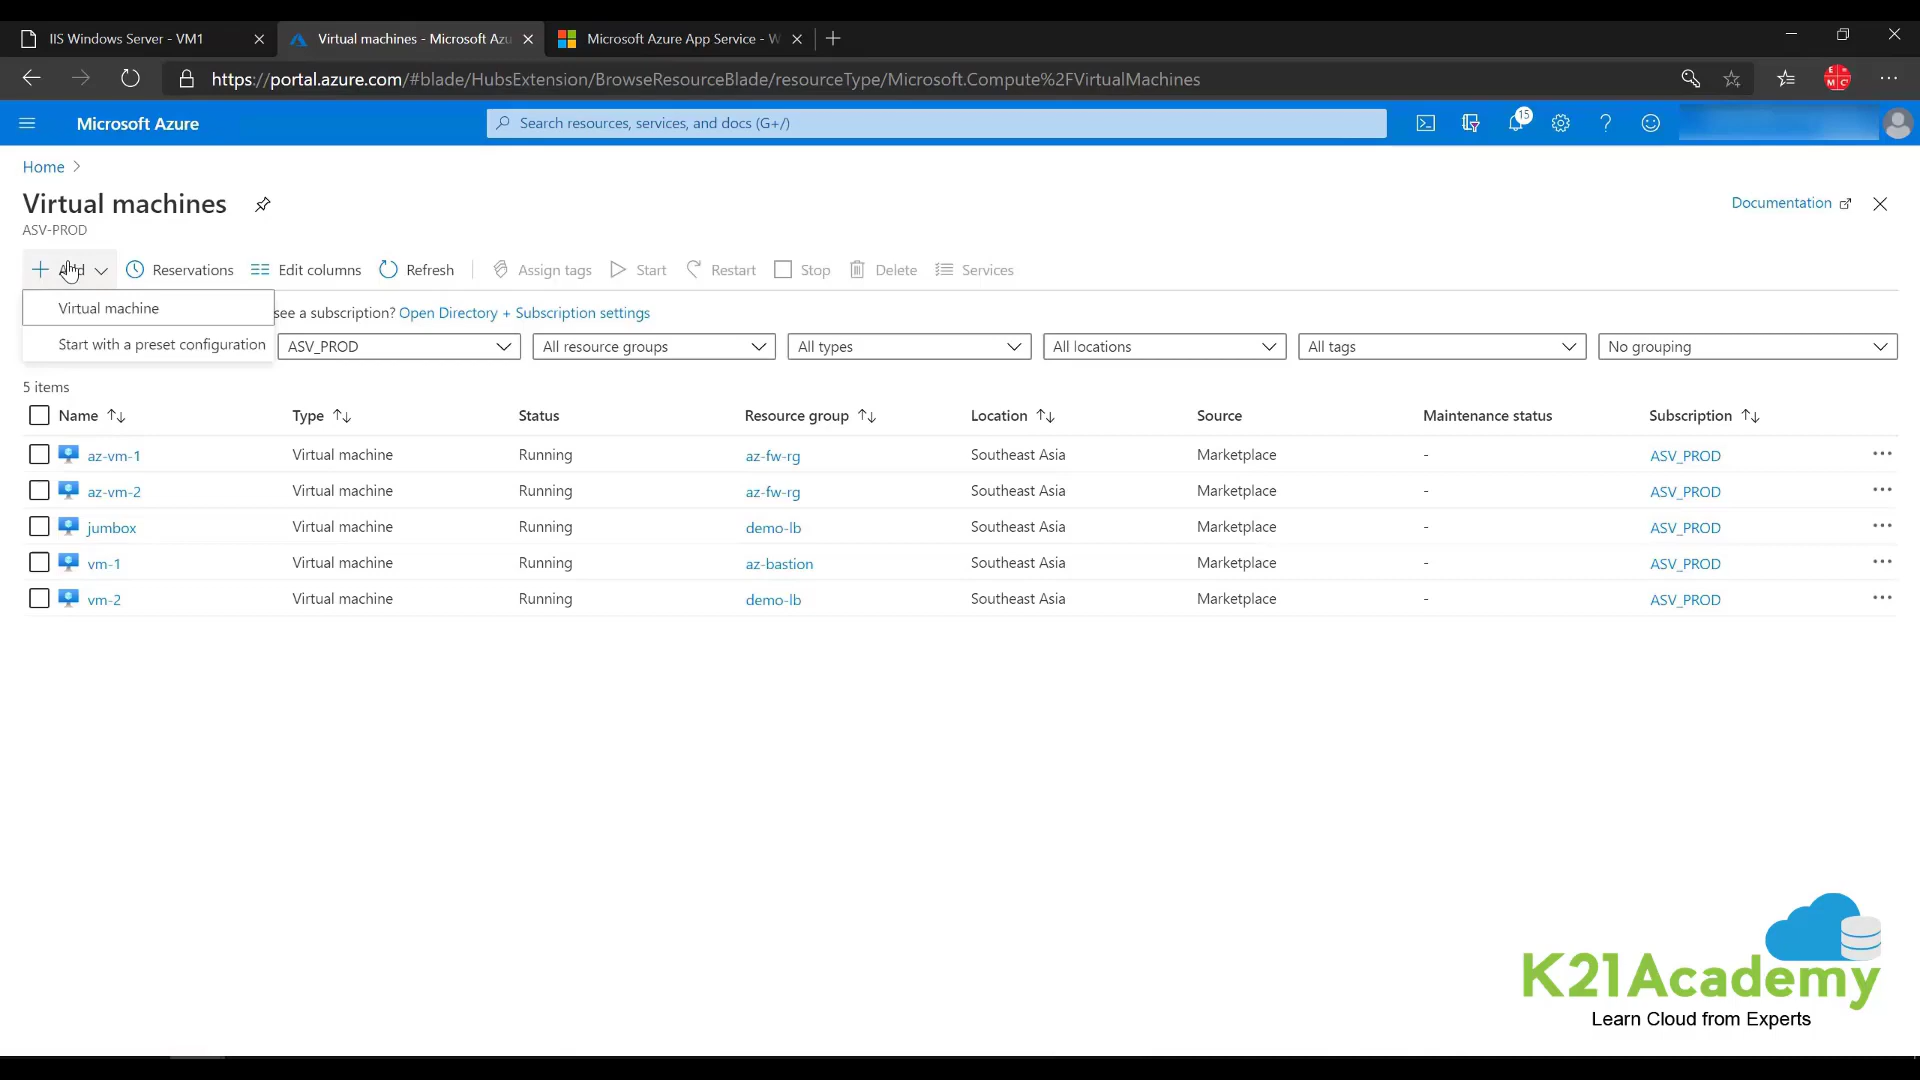 IIS Windows Server - VM1
Virtual machines - Microsoft Azu
Microsoft Azure App Service - W
https://portal.azure.com/#blade/HubsExtension/BrowseResourceBlade/resourceType/Microsoft.Compute%2FVirtualMachines
Microsoft Azure
Search resources, services, and docs (G+/)
15
Home
Virtual machines
ASV-PROD
Documentation
Add Reservations Edit columns Refresh Assign tags Start Restart Stop Delete Services
Virtual machine
see a subscription? Open Directory + Subscription settings
Start with a preset configuration
ASV_PROD All resource groups All types All locations All tags No grouping
5 items
Name Type Status Resource group Location Source Maintenance status Subscription
az-vm-1 Virtual machine Running az-fw-rg Southeast Asia Marketplace - ASV_PROD
az-vm-2 Virtual machine Running az-fw-rg Southeast Asia Marketplace - ASV_PROD
jumbox Virtual machine Running demo-lb Southeast Asia Marketplace - ASV_PROD
vm-1 Virtual machine Running az-bastion Southeast Asia Marketplace - ASV_PROD
vm-2 Virtual machine Running demo-lb Southeast Asia Marketplace - ASV_PROD
K21Academy
Learn Cloud from Experts